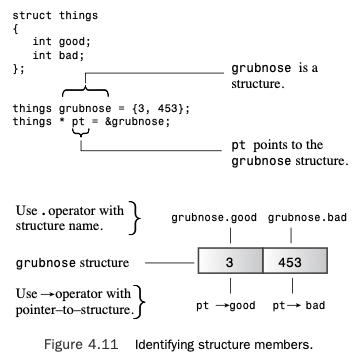 struct things
{
int good;
int bad;
};
grubnose is a
structure.
things grubnose = {3, 453};
things * pt = &grubnose;
pt points to the
grubnose structure.
Use . operator with
structure name.
grubnose.good grubnose.bad
grubnose structure
3 453
Use → operator with
pointer–to–structure.
pt →good pt→ bad
Figure 4.11 Identifying structure members.